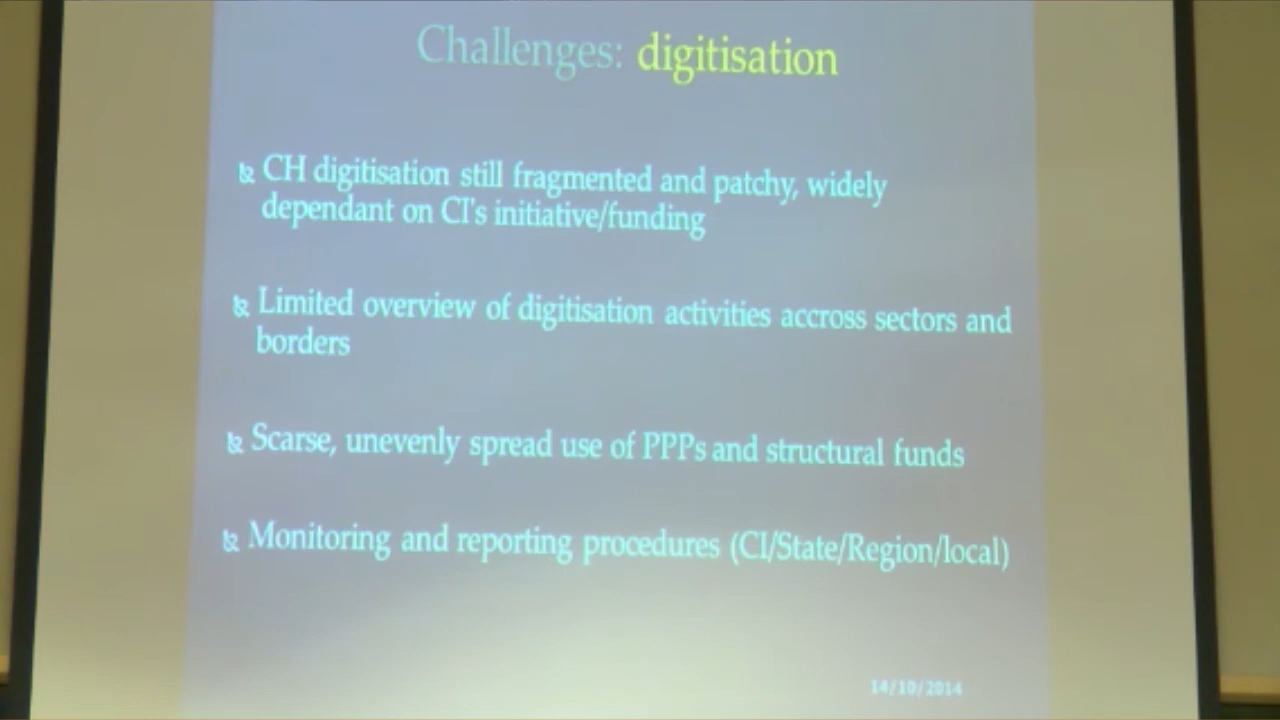 Challenges: digitisation
CH digitisation still fragmented and patchy, widely
dependant on CI's initiative/funding
Limited overview of digitisation activities accross sectors and
borders
Scarse, unevenly spread use of PPPs and structural funds
Monitoring and reporting procedures (CI/State/Region/local)
14/10/2014